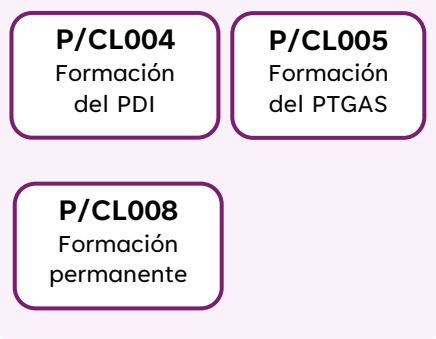 P/CL004
Formación
del PDI
P/CL005
Formación
del PTGAS
P/CL008
Formación
permanente